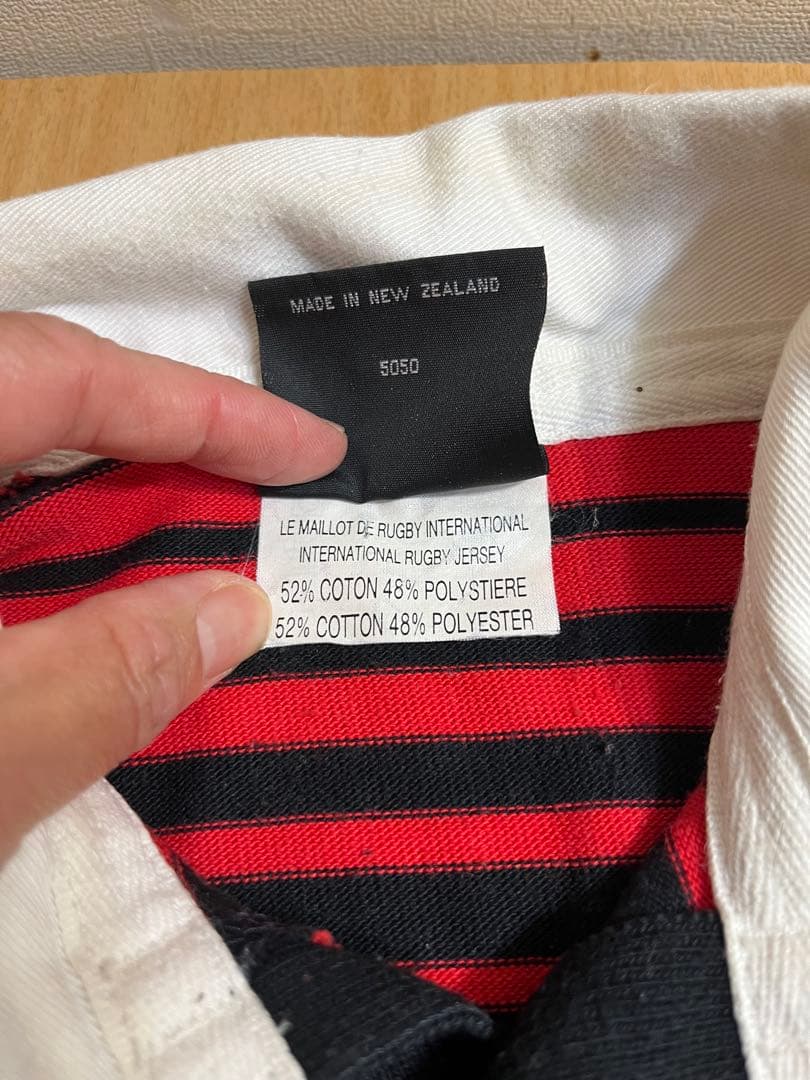 MADE IN NEW ZEALAND
5050
LE MAILLOT DE RUGBY INTERNATIONAL
INTERNATIONAL RUGBY JERSEY
52% COTON 48% POLYSTIERE
52% COTTON 48% POLYESTER